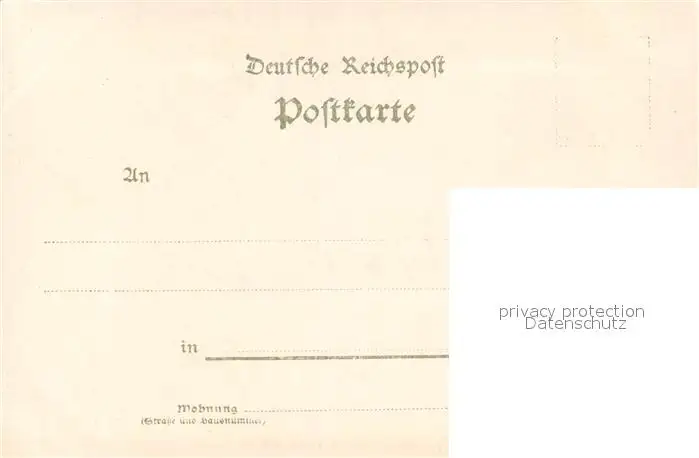 Deutsche Reichspost
Postkarte
An
in
Wohnung
(Straße und Hausnummer)
privacy protection
Datenschutz